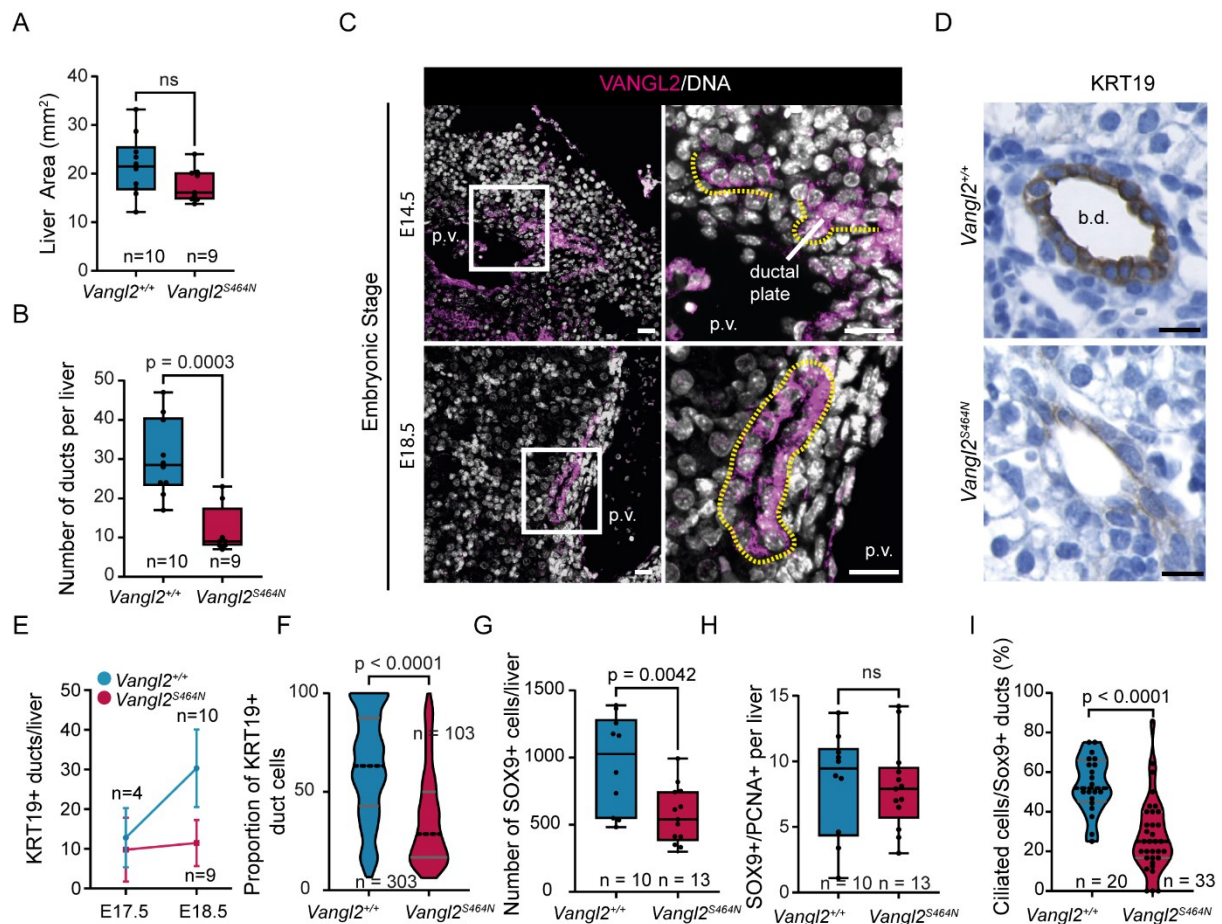 A
ns
Liver Area (mm²)
40
30
20
10
0
n=10
n=9
Vangl2+/+
Vangl2S464N
B
p = 0.0003
Number of ducts per liver
50
40
30
20
10
0
n=10
n=9
Vangl2+/+
Vangl2S464N
C
VANGL2/DNA
Embryonic Stage
E14.5
p.v.
ductal
plate
p.v.
E18.5
p.v.
p.v.
D
KRT19
Vangl2+/+
b.d.
Vangl2S464N
E
Vangl2+/+
Vangl2S464N
KRT19+ ducts/liver
50
40
30
20
10
0
n=4
n=10
n=9
E17.5
E18.5
F
p < 0.0001
Proportion of KRT19+
duct cells
100
50
0
n = 103
n = 303
Vangl2+/+
Vangl2S464N
G
p = 0.0042
Number of SOX9+ cells/liver
1500
1000
500
0
n = 10
n = 13
Vangl2+/+
Vangl2S464N
H
ns
SOX9+/PCNA+ per liver
15
10
5
0
n = 10
n = 13
Vangl2+/+
Vangl2S464N
I
p < 0.0001
Ciliated cells/Sox9+ ducts (%)
100
80
60
40
20
0
n = 20
n = 33
Vangl2+/+
Vangl2S464N